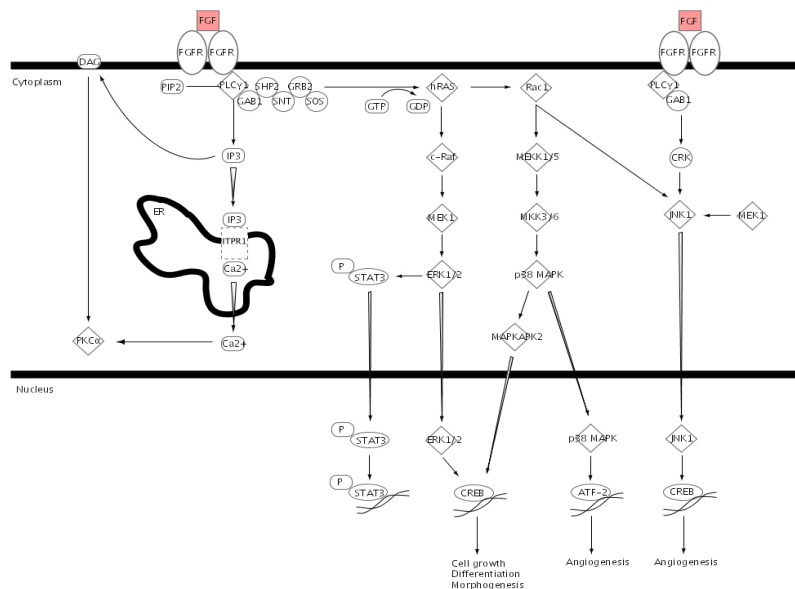 FGF
FGF
FGFR FGFR
FGFR FGFR
DAG
Cytoplasm
PIP2
PLCγ1
GAB1
SHP2
SNT
GRB2
SOS
GTP
GDP
hRAS
Rac1
PLCγ1
GAB1
IP3
c-Raf
MEKK1/5
CRK
ER
IP3
ITPR1
Ca2+
MEK1
MKK3/6
JNK1
MEK1
P
STAT3
ERK1/2
p38 MAPK
PKCα
Ca2+
MAPKAPK2
Nucleus
P
STAT3
ERK1/2
p38 MAPK
JNK1
P
STAT3
CREB
ATF-2
CREB
Cell growth
Differentiation
Morphogenesis
Angiogenesis
Angiogenesis